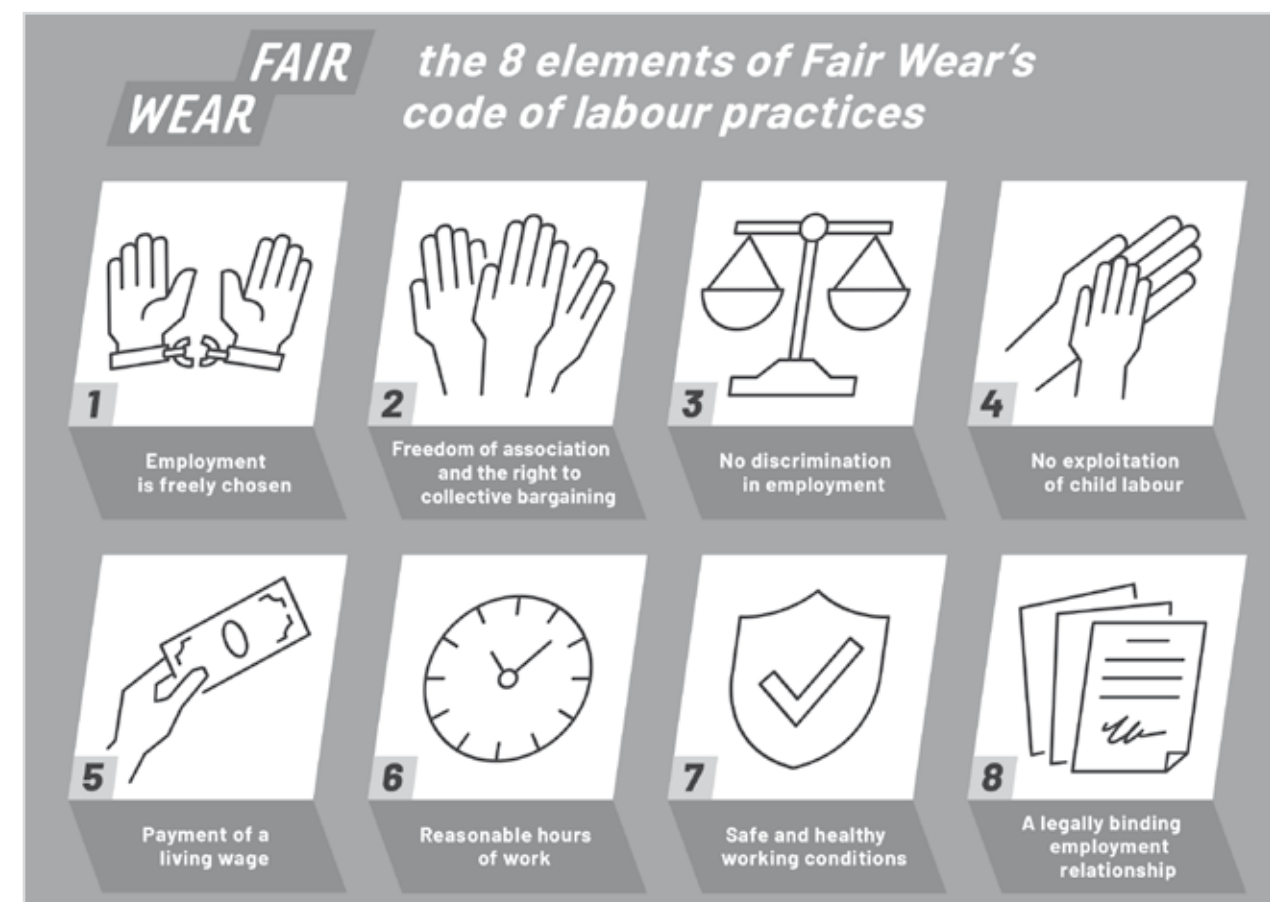 FAIR
WEAR
the 8 elements of Fair Wear's
code of labour practices
1
Employment
is freely chosen
2
Freedom of association
and the right to
collective bargaining
3
No discrimination
in employment
4
No exploitation
of child labour
5
Payment of a
living wage
6
Reasonable hours
of work
7
Safe and healthy
working conditions
8
A legally binding
employment
relationship